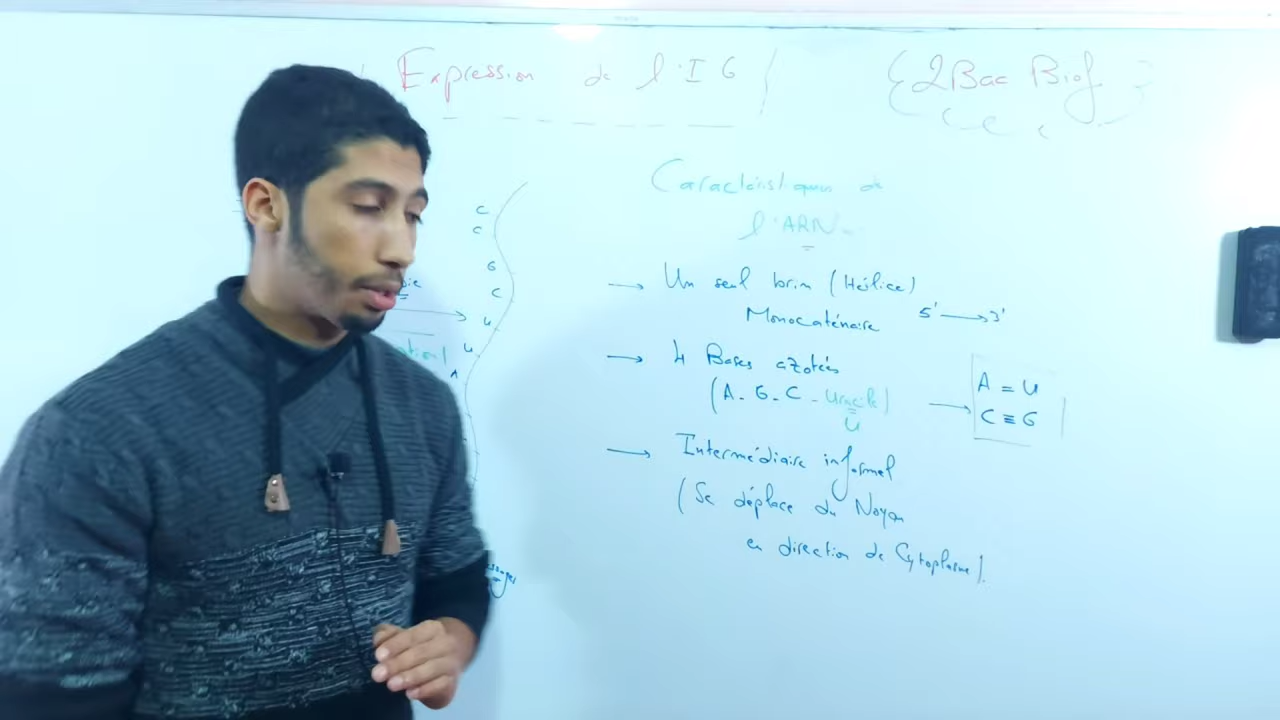 Expression de l'IG
{2Bac Biof}
C
C
G
C
U
U
A
Caractéristiques de
l'ARN
→ Un seul brin (Hélice)
Monocaténaire 5' → 3'
→ 4 Bases azotées
(A. G. C - Uracile) → A = U
U
C ≡ G
→ Intermédiaire informel
(Se déplace du Noyau
en direction de Cytoplasme).